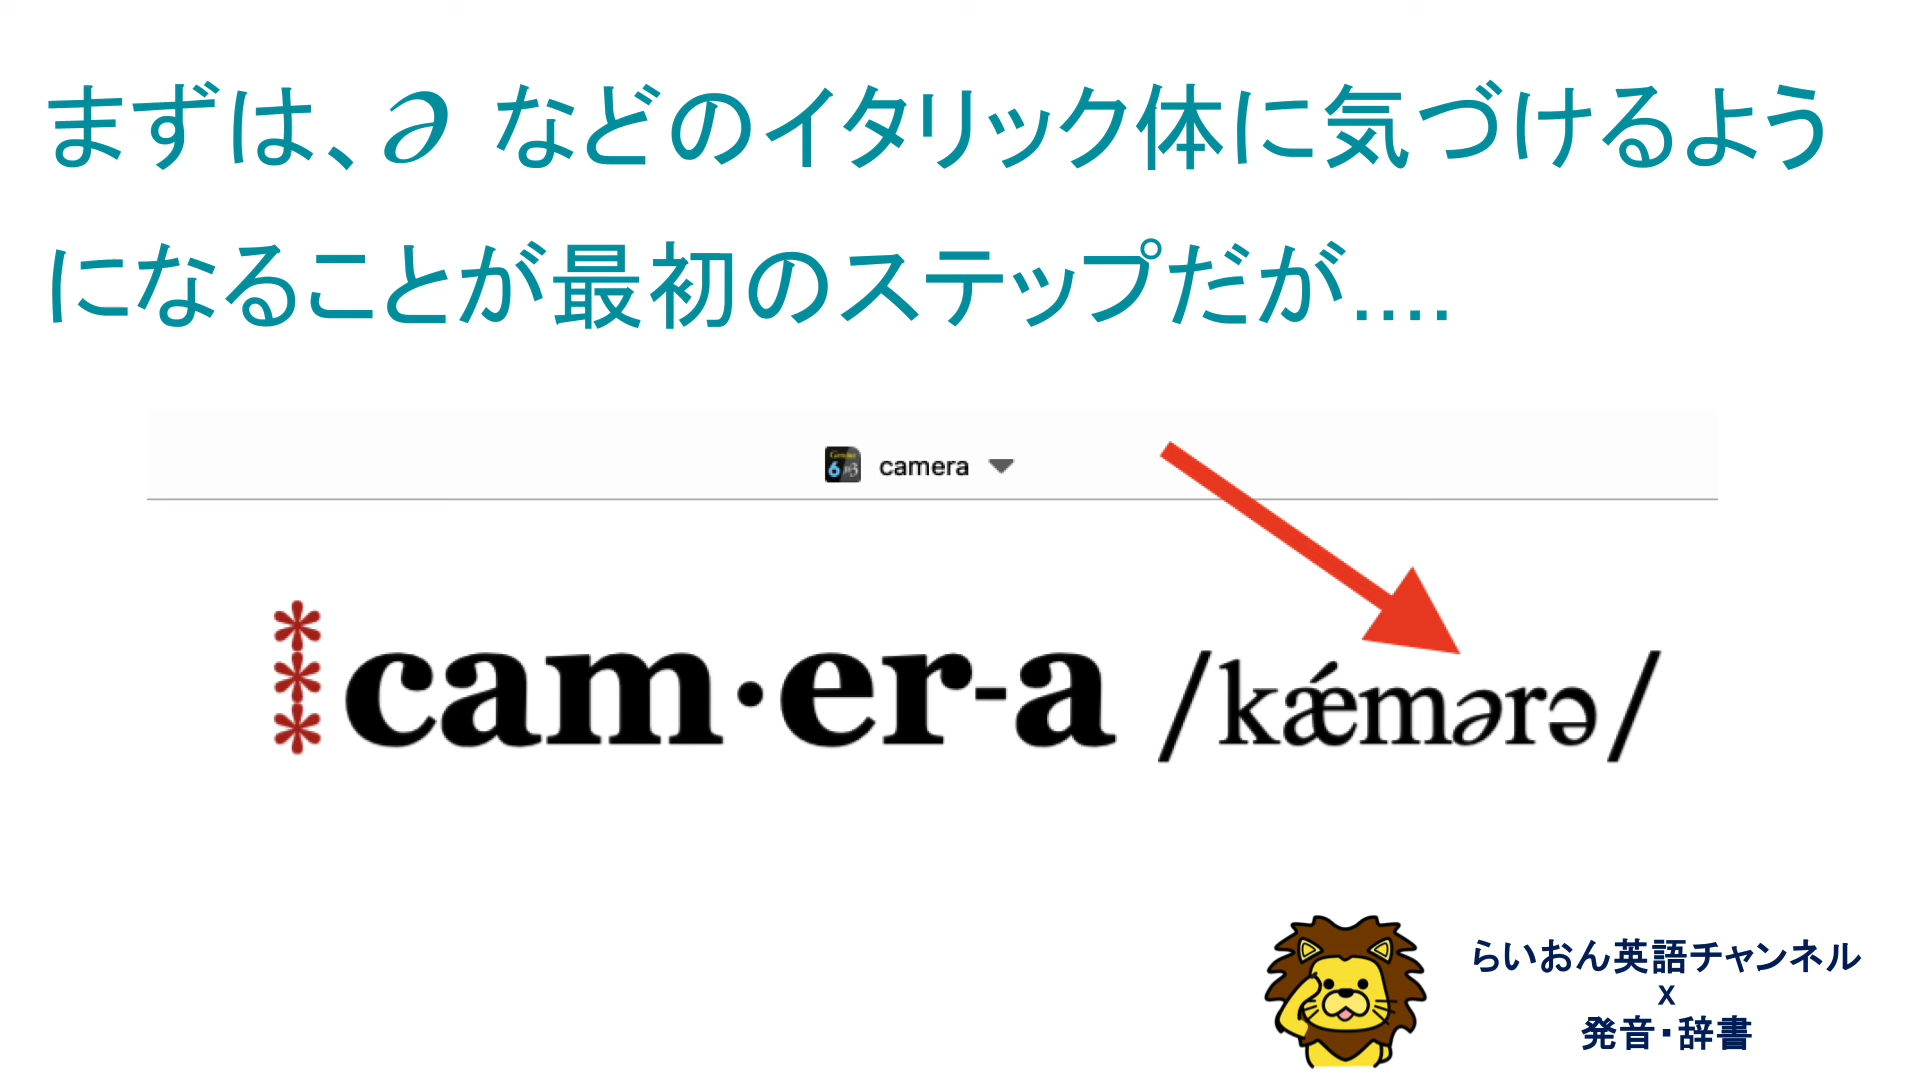 まずは、∂ などのイタリック体に気づけるよう
になることが最初のステップだが....
6 camera
*** cam·er-a /kǽmərə/
らいおん英語チャンネル
x
発音・辞書